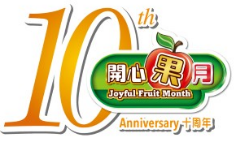 10th
開心果月
Joyful Fruit Month
Anniversary 十周年